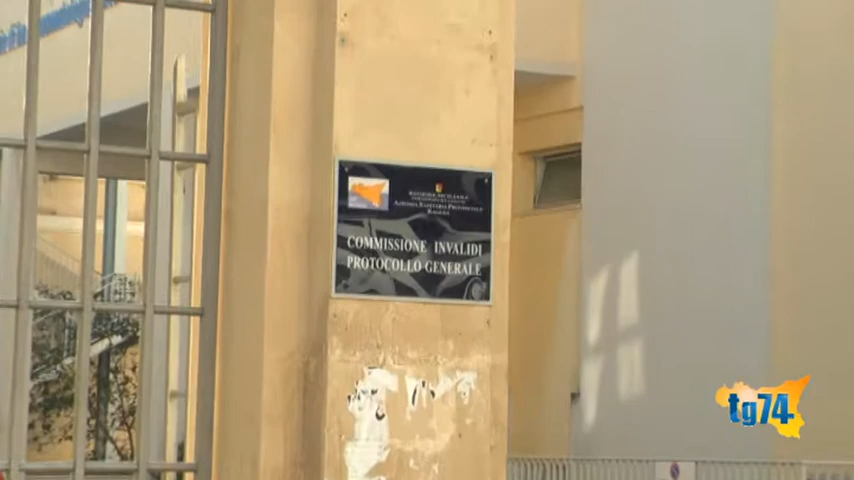 REGIONE SICILIANA
AZIENDA SANITARIA PROVINCIALE
RAGUSA
COMMISSIONE INVALIDI
PROTOCOLLO GENERALE
tg74